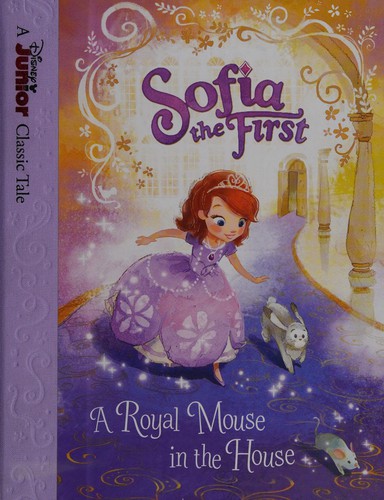 A Disney Junior Classic Tale
Sofia
the First
A Royal Mouse
in the House